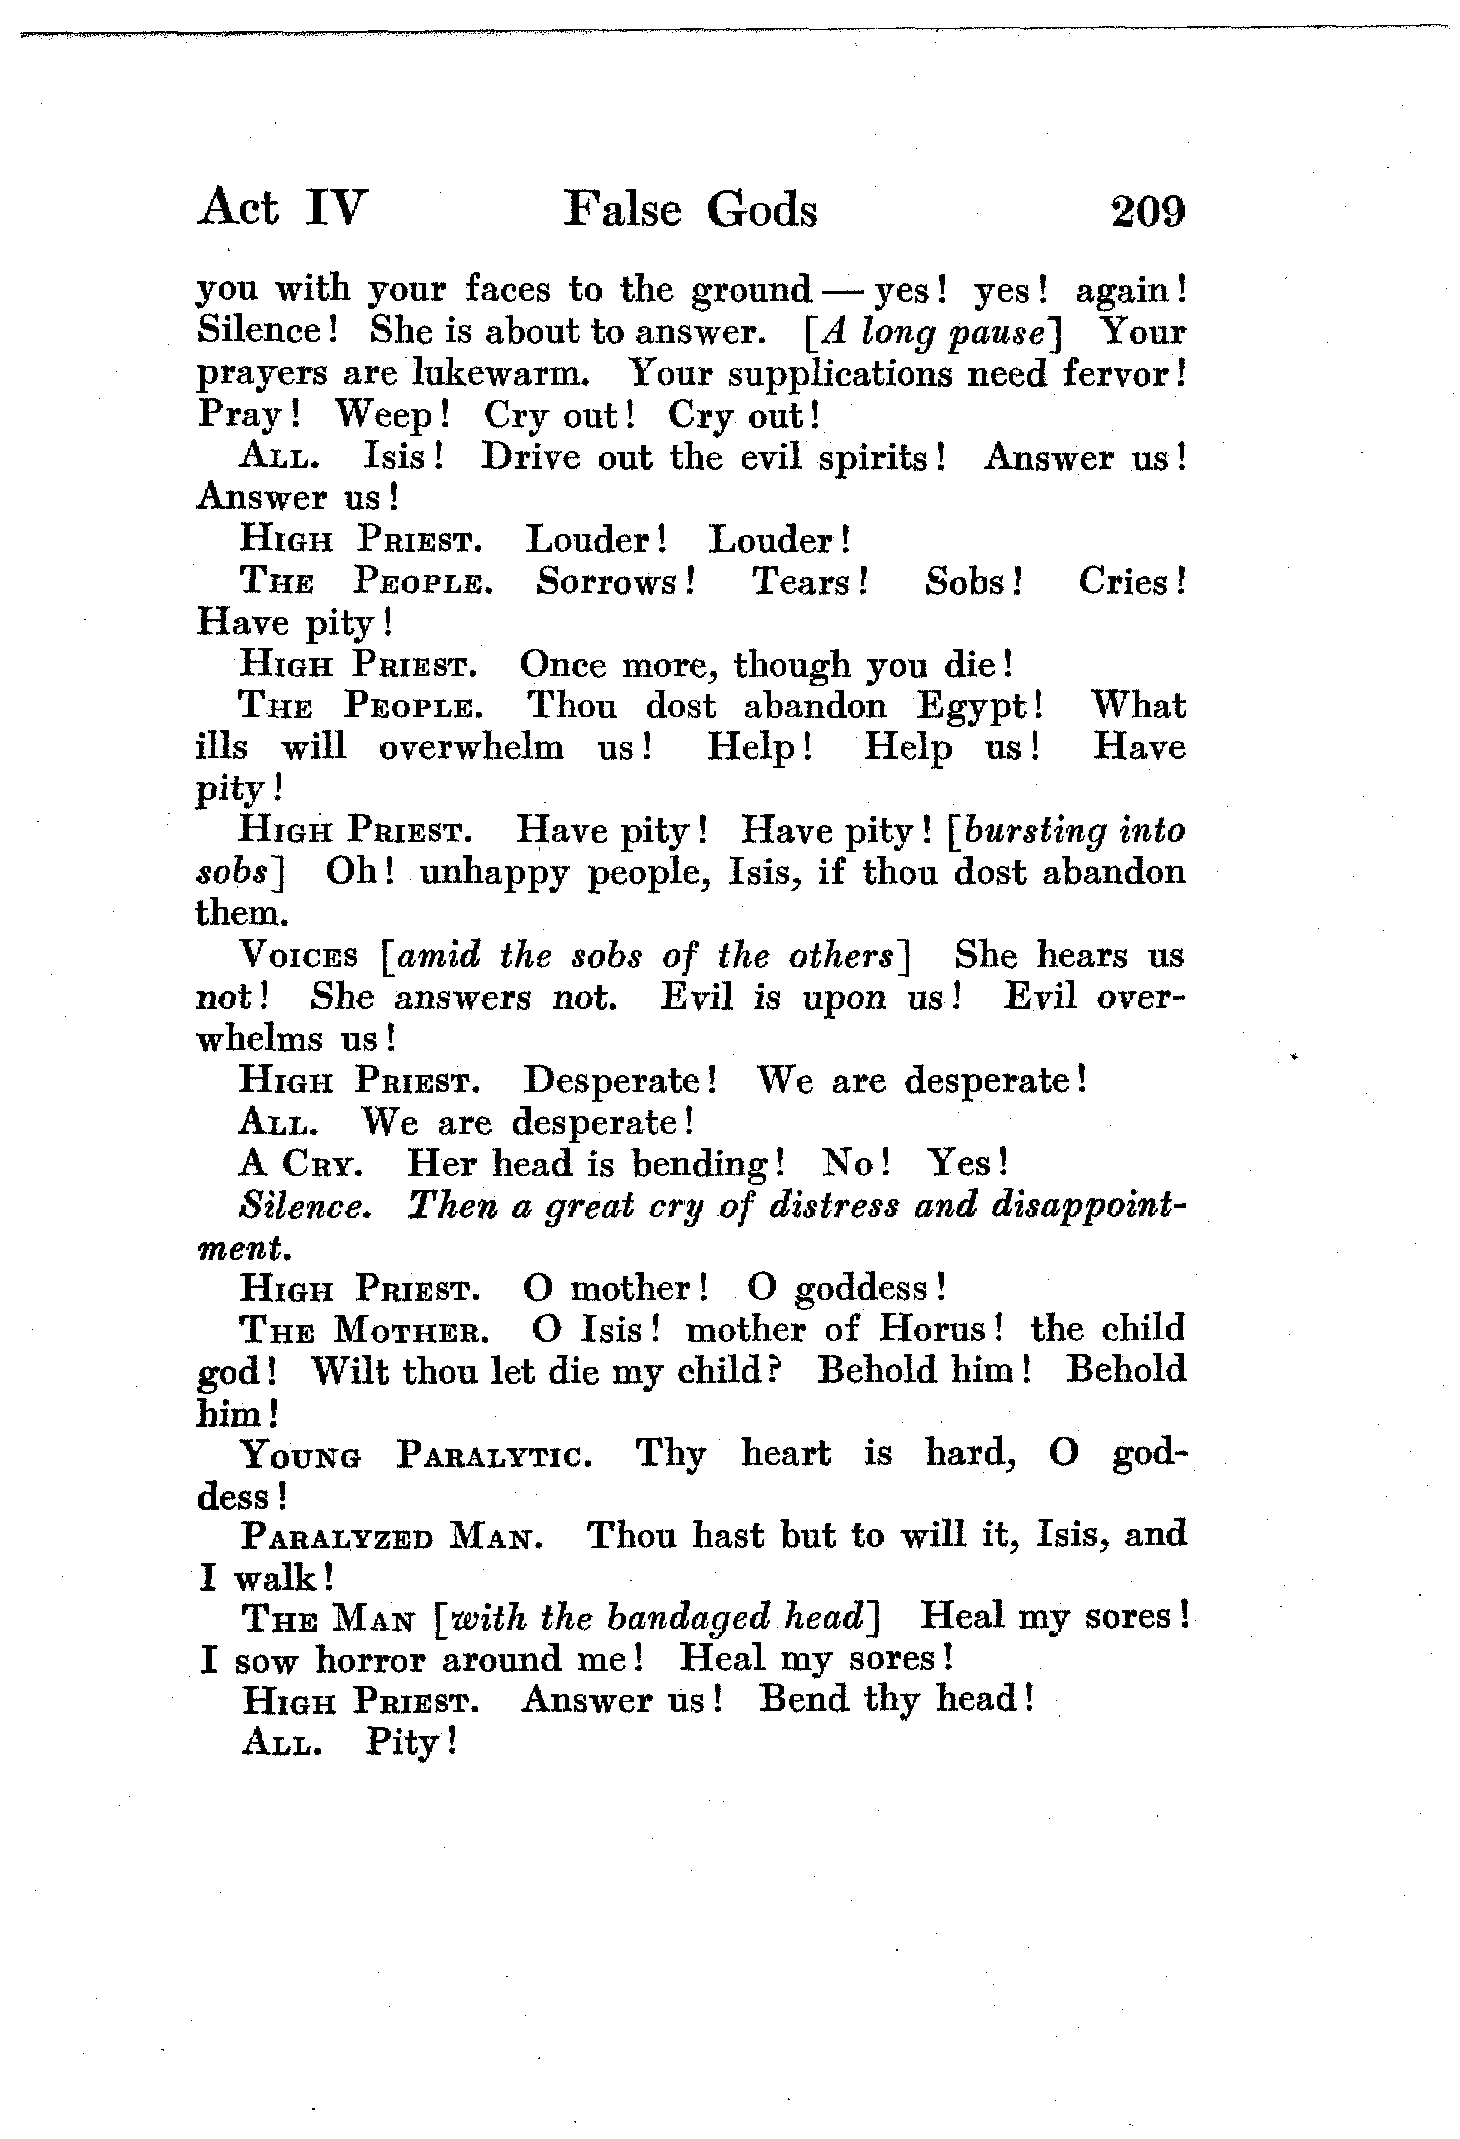 Act IV False Gods 209
you with your faces to the ground — yes! yes! again!
Silence! She is about to answer. [A long pause] Your
prayers are lukewarm. Your supplications need fervor!
Pray! Weep! Cry out! Cry out!
ALL. Isis! Drive out the evil spirits! Answer us!
Answer us!
HIGH PRIEST. Louder! Louder!
THE PEOPLE. Sorrows! Tears! Sobs! Cries!
Have pity!
HIGH PRIEST. Once more, though you die!
THE PEOPLE. Thou dost abandon Egypt! What
ills will overwhelm us! Help! Help us! Have
pity!
HIGH PRIEST. Have pity! Have pity! [bursting into
sobs] Oh! unhappy people, Isis, if thou dost abandon
them.
VOICES [amid the sobs of the others] She hears us
not! She answers not. Evil is upon us! Evil over-
whelms us!
HIGH PRIEST. Desperate! We are desperate!
ALL. We are desperate!
A CRY. Her head is bending! No! Yes!
Silence. Then a great cry of distress and disappoint-
ment.
HIGH PRIEST. O mother! O goddess!
THE MOTHER. O Isis! mother of Horus! the child
god! Wilt thou let die my child? Behold him! Behold
him!
YOUNG PARALYTIC. Thy heart is hard, O god-
dess!
PARALYZED MAN. Thou hast but to will it, Isis, and
I walk!
THE MAN [with the bandaged head] Heal my sores!
I sow horror around me! Heal my sores!
HIGH PRIEST. Answer us! Bend thy head!
ALL. Pity!